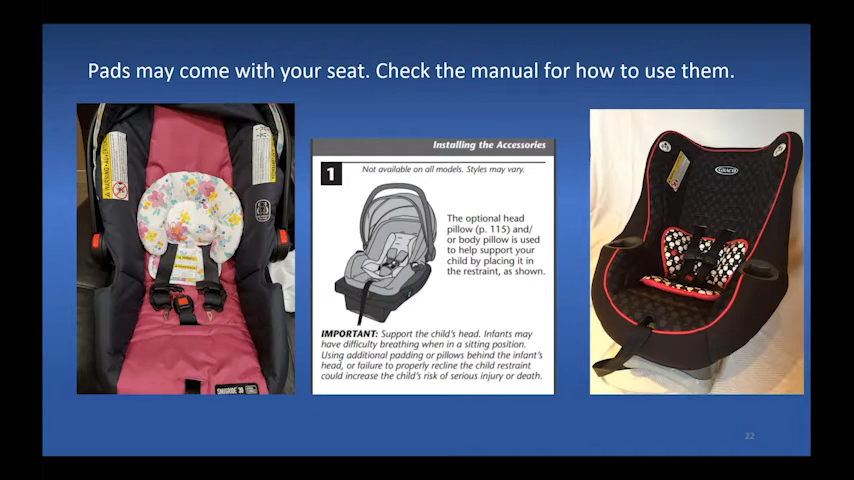 Pads may come with your seat. Check the manual for how to use them.
Installing the Accessories
1
Not available on all models. Styles may vary.
The optional head
pillow (p. 115) and/
or body pillow is used
to help support your
child by placing it in
the restraint, as shown.
IMPORTANT: Support the child's head. Infants may
have difficulty breathing when in a sitting position.
Using additional padding or pillows behind the infant's
head, or failure to properly recline the child restraint
could increase the child's risk of serious injury or death.
WARNING
SNUGRIDE 30
GRACO
22